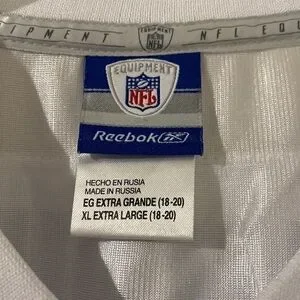 IPMENT NFL NFL EQU
EQUIPMENT
NFL
Reebok
HECHO EN RUSIA
MADE IN RUSSIA
EG EXTRA GRANDE (18-20)
XL EXTRA LARGE (18-20)